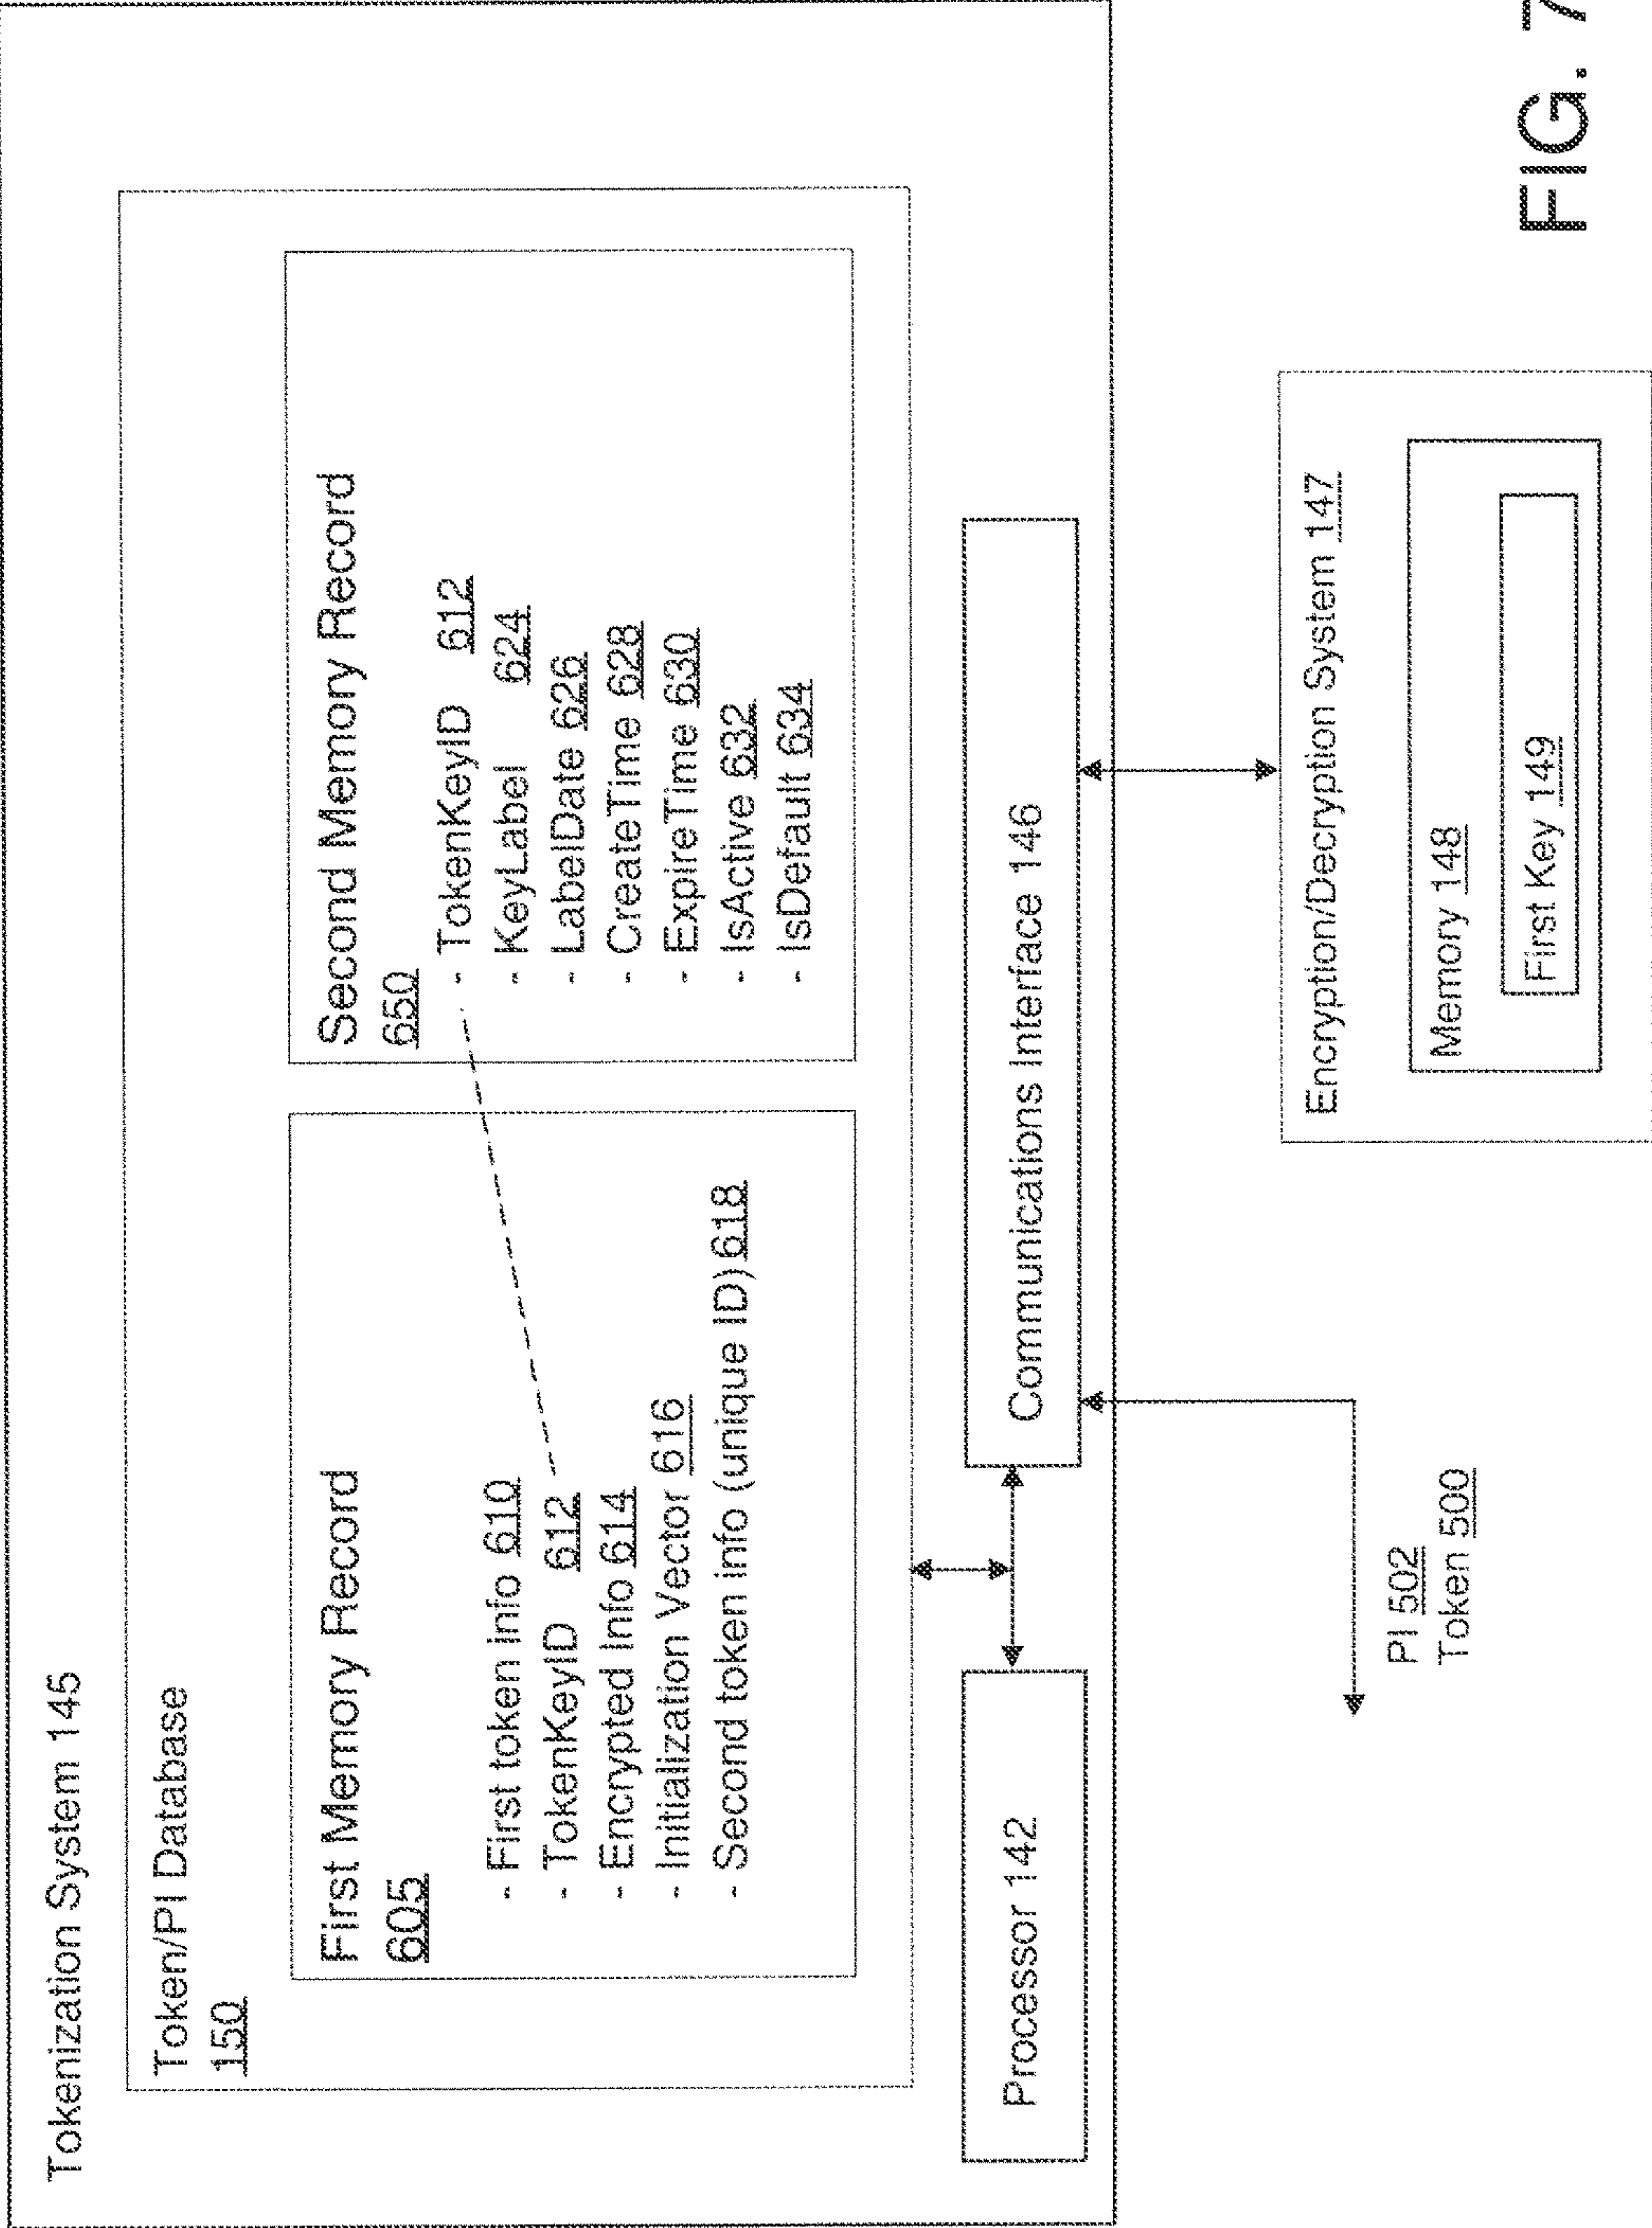 Tokenization System 145
Token/PI Database
150
First Memory Record
605
- First token info 610
- TokenKeyID 612
- Encrypted Info 614
- Initialization Vector 616
- Second token info (unique ID) 618
Second Memory Record
650
- TokenKeyID 612
- KeyLabel 624
- LabelDate 626
- CreateTime 628
- ExpireTime 630
- IsActive 632
- IsDefault 634
Processor 142
Communications Interface 146
PI 502
Token 500
Encryption/Decryption System 147
Memory 148
First Key 149
FIG. 7